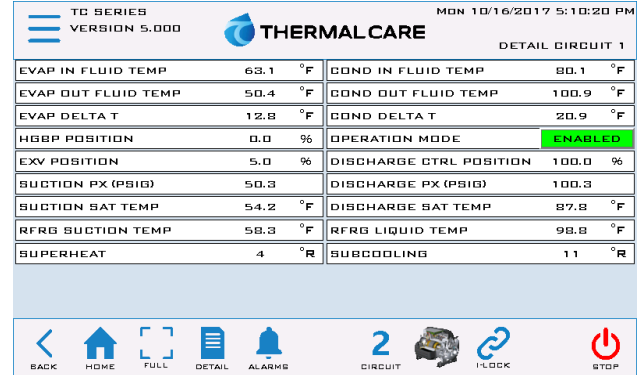 TC SERIES
VERSION 5.000
THERMALCARE
MON 10/16/2017 5:10:20 PM
DETAIL CIRCUIT 1
EVAP IN FLUID TEMP 63.1 °F COND IN FLUID TEMP 80.1 °F
EVAP OUT FLUID TEMP 50.4 °F COND OUT FLUID TEMP 100.9 °F
EVAP DELTA T 12.8 °F COND DELTA T 20.9 °F
HGBP POSITION 0.0 % OPERATION MODE ENABLED
EXV POSITION 5.0 % DISCHARGE CTRL POSITION 100.0 %
SUCTION PX (PSIG) 50.3 DISCHARGE PX (PSIG) 100.3
SUCTION SAT TEMP 54.2 °F DISCHARGE SAT TEMP 87.8 °F
RFRG SUCTION TEMP 58.3 °F RFRG LIQUID TEMP 98.8 °F
SUPERHEAT 4 °R SUBCOOLING 11 °R
2
BACK HOME FULL DETAIL ALARMS CIRCUIT I-LOCK STOP